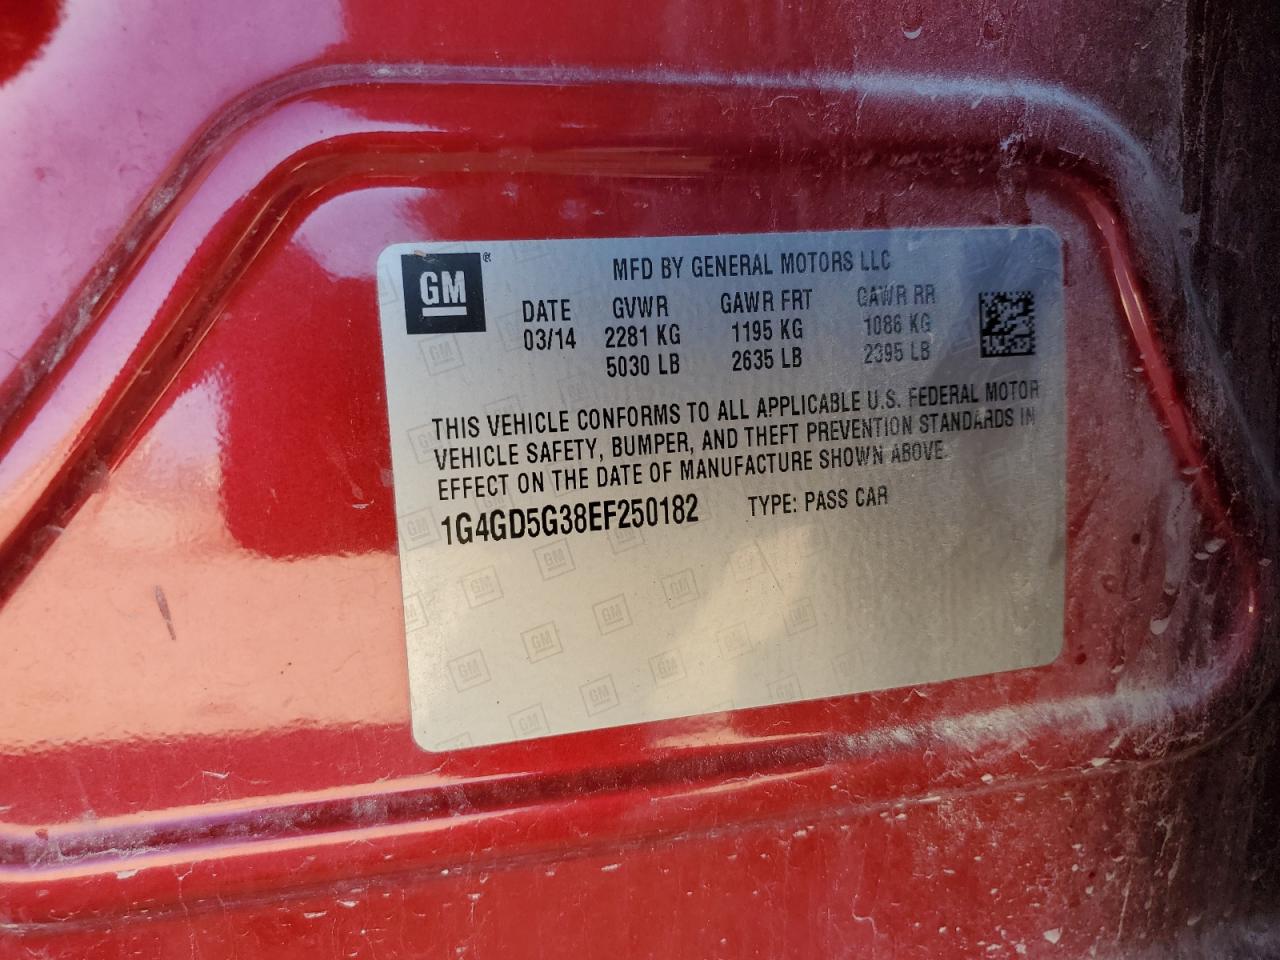 GM®
MFD BY GENERAL MOTORS LLC
DATE GVWR GAWR FRT GAWR RR
03/14 2281 KG 1195 KG 1086 KG
5030 LB 2635 LB 2395 LB
THIS VEHICLE CONFORMS TO ALL APPLICABLE U.S. FEDERAL MOTOR
VEHICLE SAFETY, BUMPER, AND THEFT PREVENTION STANDARDS IN
EFFECT ON THE DATE OF MANUFACTURE SHOWN ABOVE.
1G4GD5G38EF250182 TYPE: PASS CAR